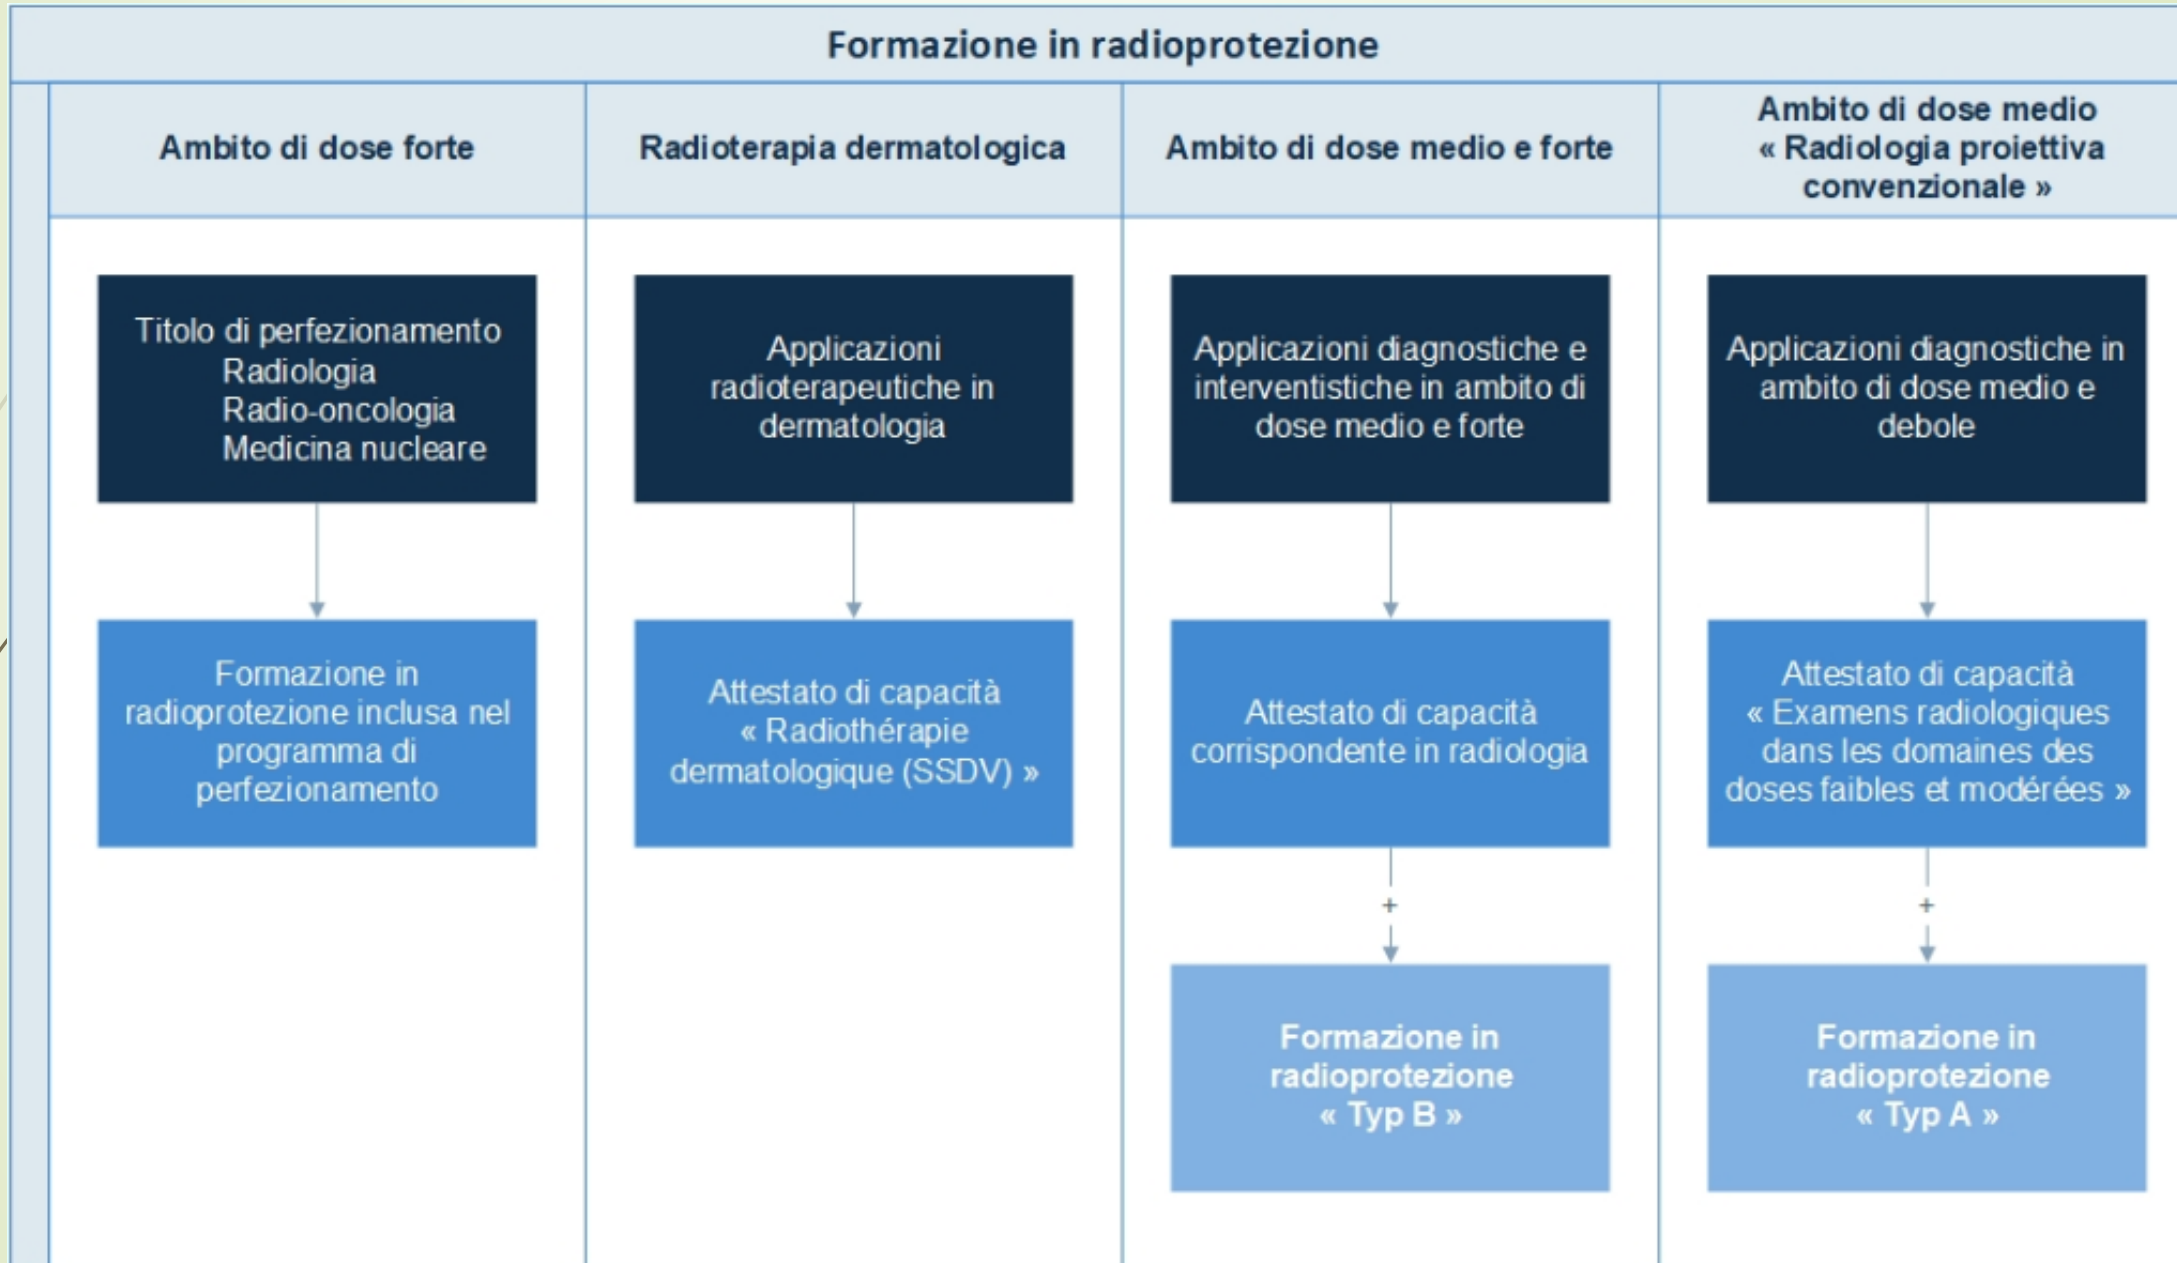 Formazione in radioprotezione
Ambito di dose forte
Radioterapia dermatologica
Ambito di dose medio e forte
Ambito di dose medio
« Radiologia proiettiva
convenzionale »
Titolo di perfezionamento
Radiologia
Radio-oncologia
Medicina nucleare
Applicazioni
radioterapeutiche in
dermatologia
Applicazioni diagnostiche e
interventistiche in ambito di
dose medio e forte
Applicazioni diagnostiche in
ambito di dose medio e
debole
Formazione in
radioprotezione inclusa nel
programma di
perfezionamento
Attestato di capacità
« Radiothérapie
dermatologique (SSDV) »
Attestato di capacità
corrispondente in radiologia
Attestato di capacità
« Examens radiologiques
dans les domaines des
doses faibles et modérées »
+
+
Formazione in
radioprotezione
« Typ B »
Formazione in
radioprotezione
« Typ A »